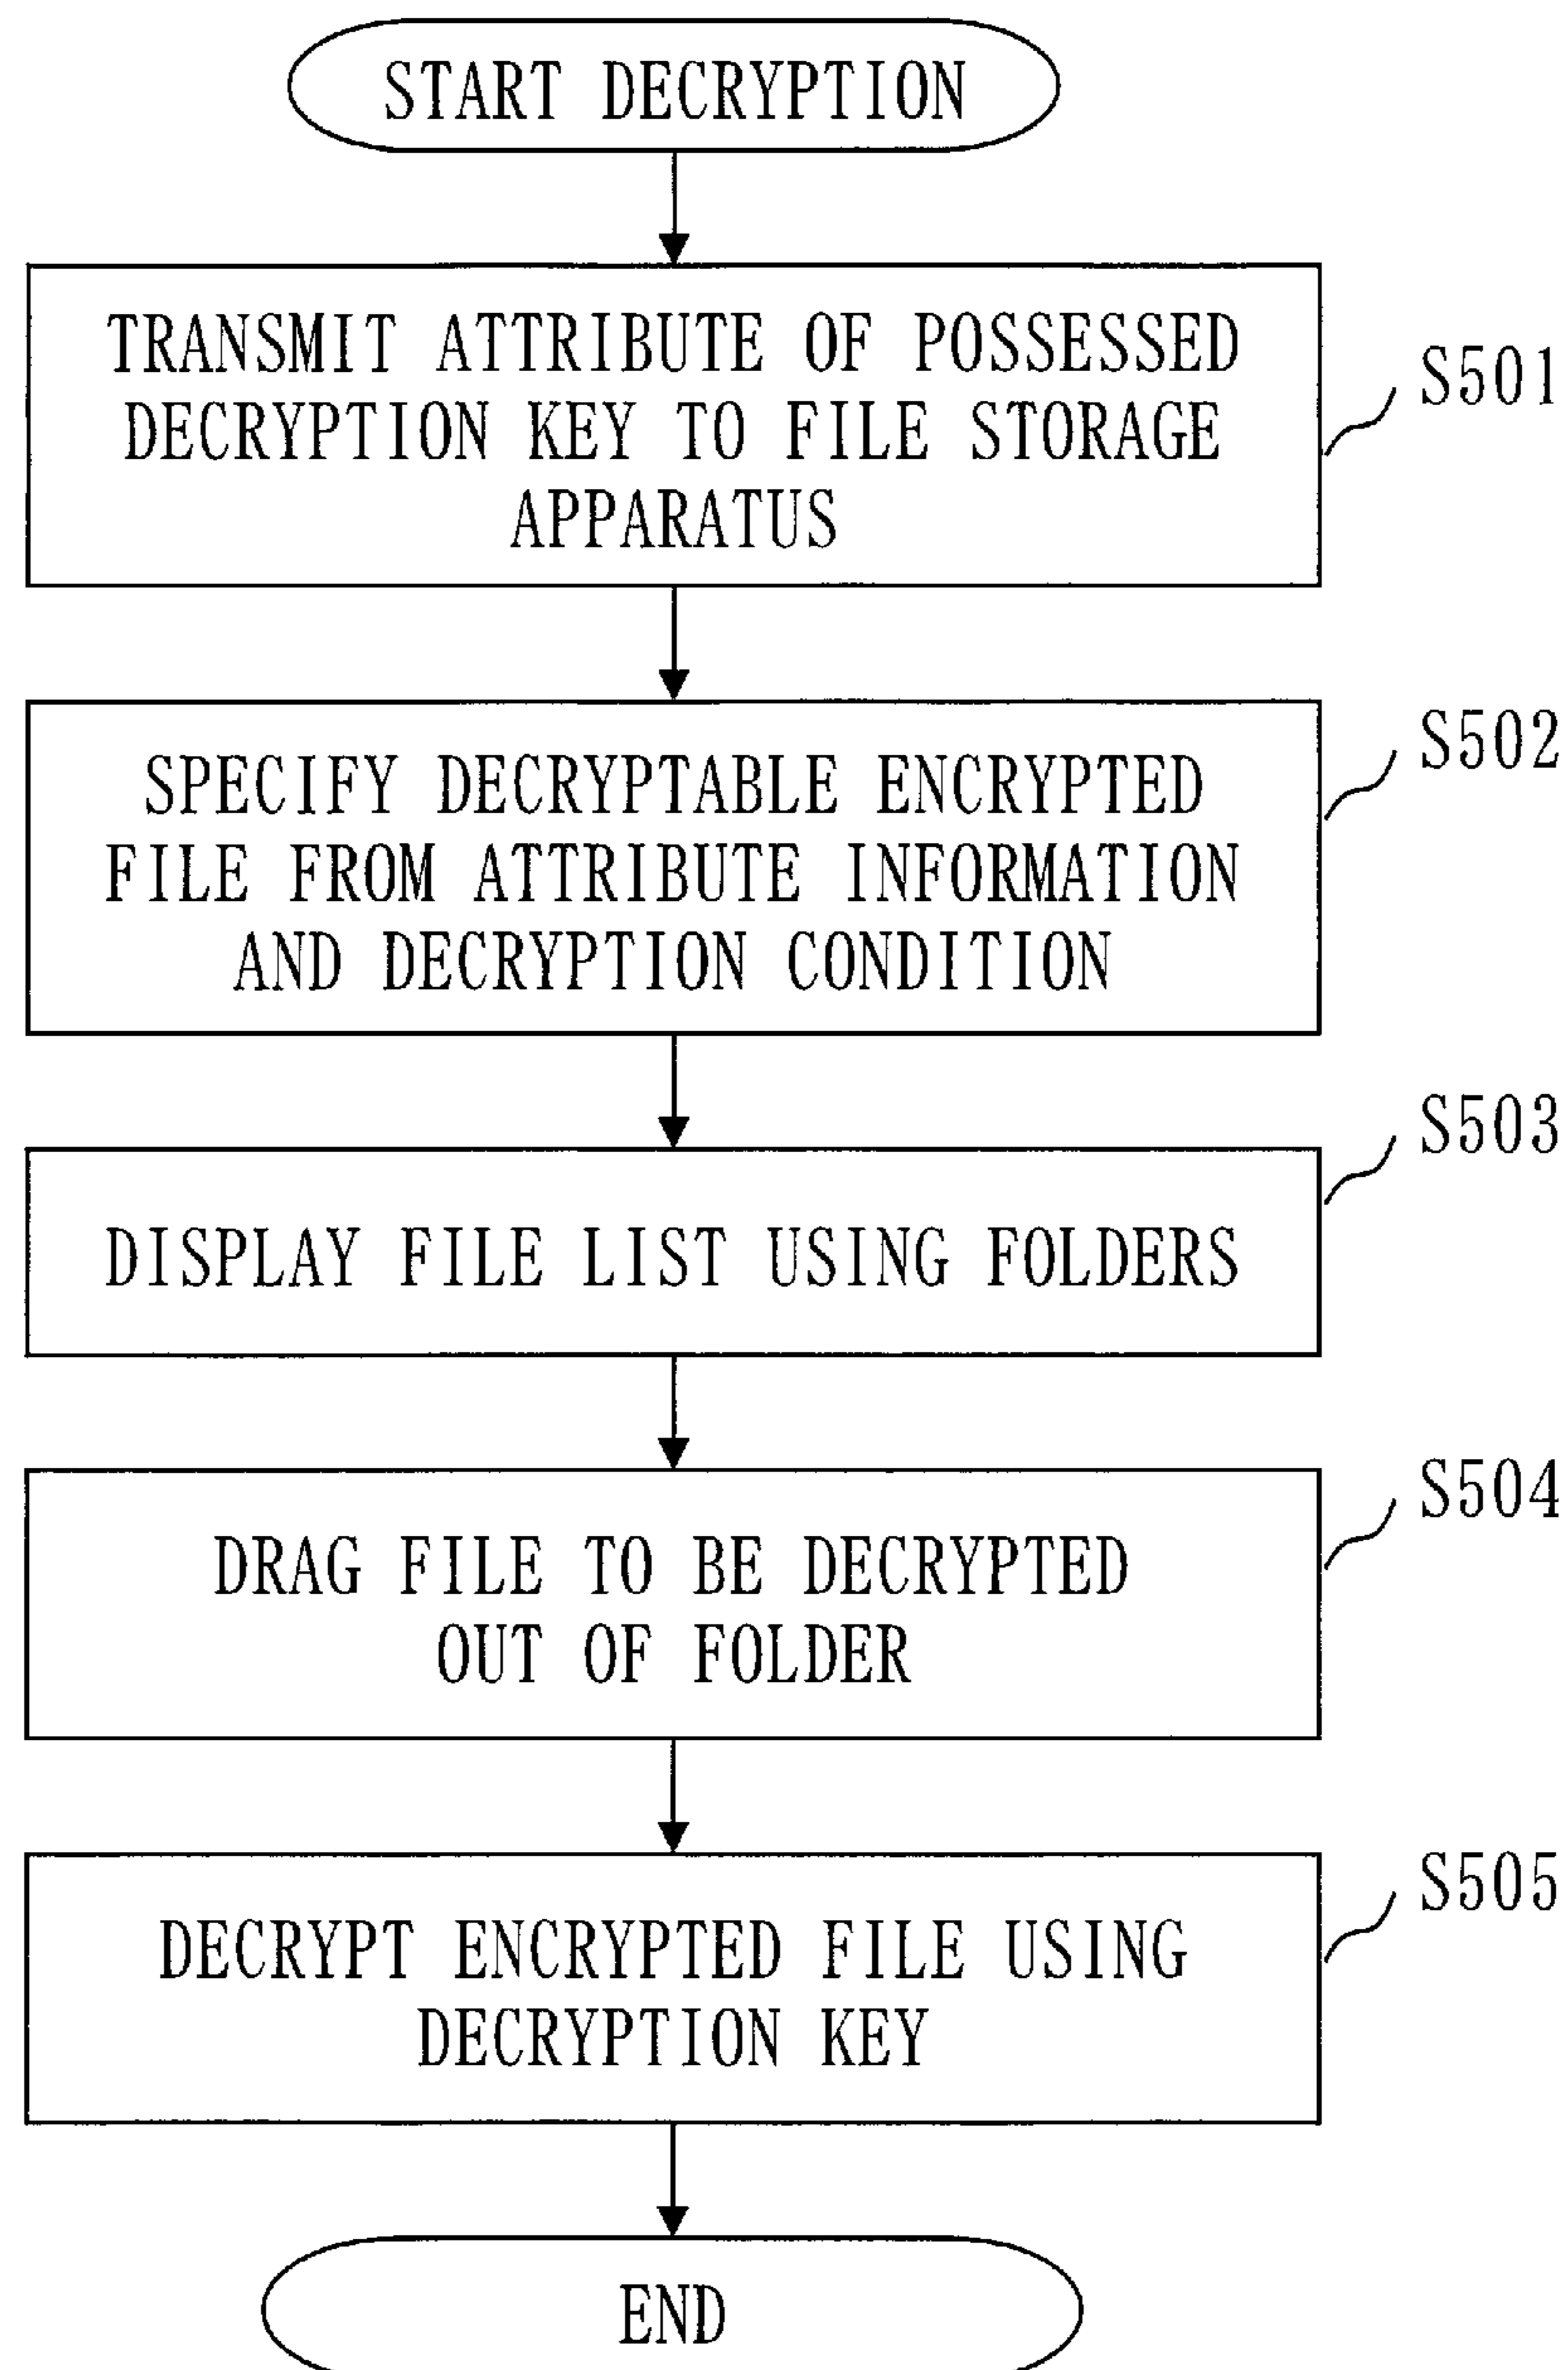 START DECRYPTION
TRANSMIT ATTRIBUTE OF POSSESSED
DECRYPTION KEY TO FILE STORAGE
APPARATUS
S501
SPECIFY DECRYPTABLE ENCRYPTED
FILE FROM ATTRIBUTE INFORMATION
AND DECRYPTION CONDITION
S502
DISPLAY FILE LIST USING FOLDERS
S503
DRAG FILE TO BE DECRYPTED
OUT OF FOLDER
S504
DECRYPT ENCRYPTED FILE USING
DECRYPTION KEY
S505
END